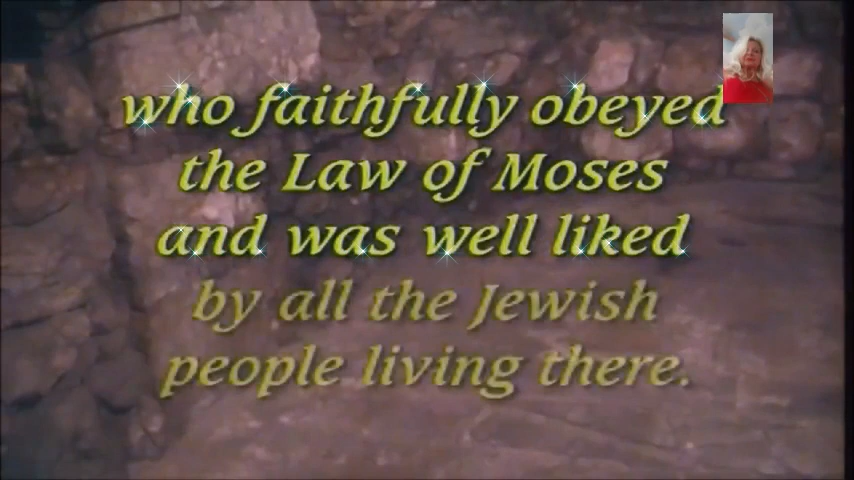 who faithfully obeyed
the Law of Moses
and was well liked
by all the Jewish
people living there.